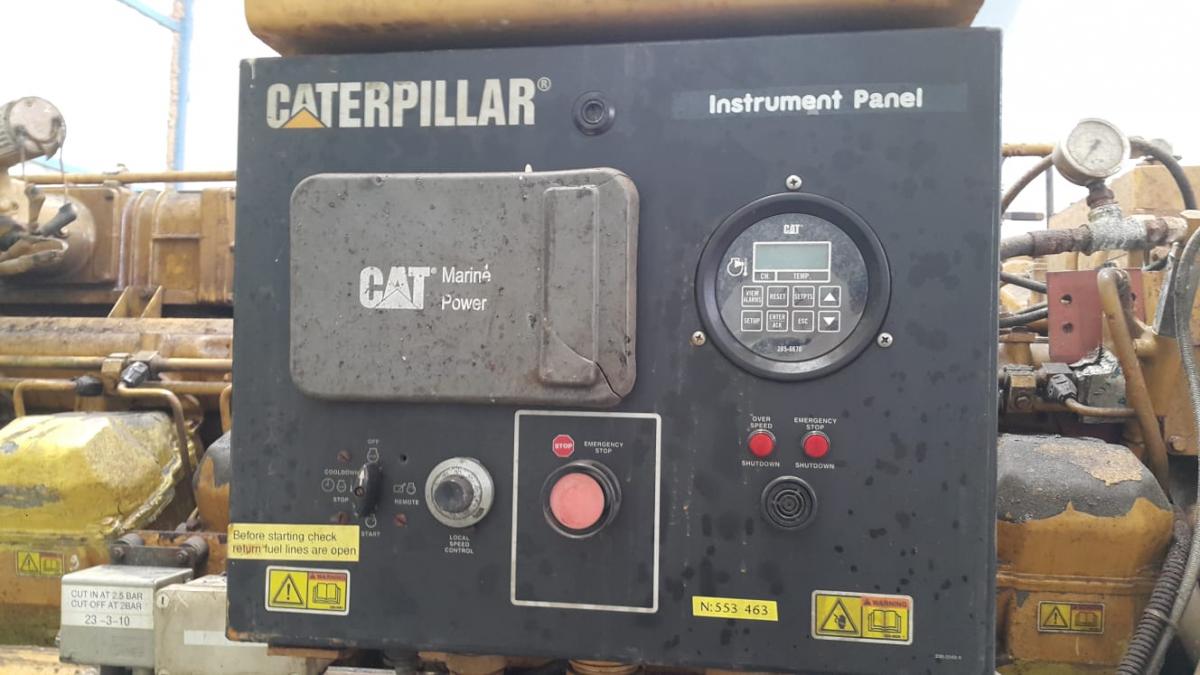 CATERPILLAR®
Instrument Panel
CAT® Marine
Power
CAT
CH TEMP.
VIEW ALARMS RESET SETPTS
SETUP ENTER ACK ESC
OFF
COOLDOWN
STOP
REMOTE
START
LOCAL
SPEED
CONTROL
STOP
EMERGENCY
STOP
OVER
SPEED
SHUTDOWN
EMERGENCY
STOP
SHUTDOWN
Before starting check
return fuel lines are open
WARNING
N:553 463
WARNING
CUT IN AT 2.5 BAR
CUT OFF AT 2BAR
23-3-10